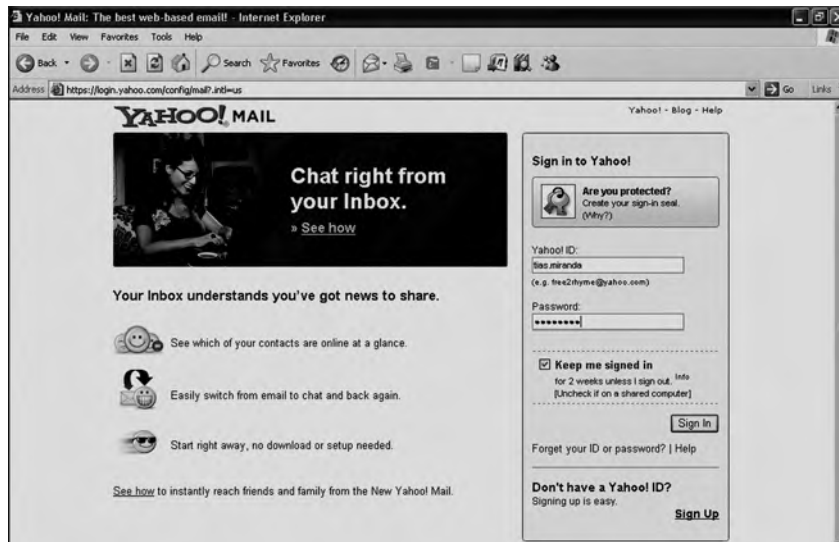 Yahoo! Mail: The best web-based email! - Internet Explorer
File Edit View Favorites Tools Help
Back Search Favorites
Address https://login.yahoo.com/config/mail?.intl=us Go Links
YAHOO! MAIL
Yahoo! - Blog - Help
Chat right from
your Inbox.
» See how
Your Inbox understands you've got news to share.
See which of your contacts are online at a glance.
Easily switch from email to chat and back again.
Start right away, no download or setup needed.
See how to instantly reach friends and family from the New Yahoo! Mail.
Sign in to Yahoo!
Are you protected?
Create your sign-in seal.
(Why?)
Yahoo! ID:
tias.miranda
(e.g. free2rhyme@yahoo.com)
Password:
••••••••
Keep me signed in
for 2 weeks unless I sign out. Info
[Uncheck if on a shared computer]
Sign In
Forget your ID or password? | Help
Don't have a Yahoo! ID?
Signing up is easy.
Sign Up